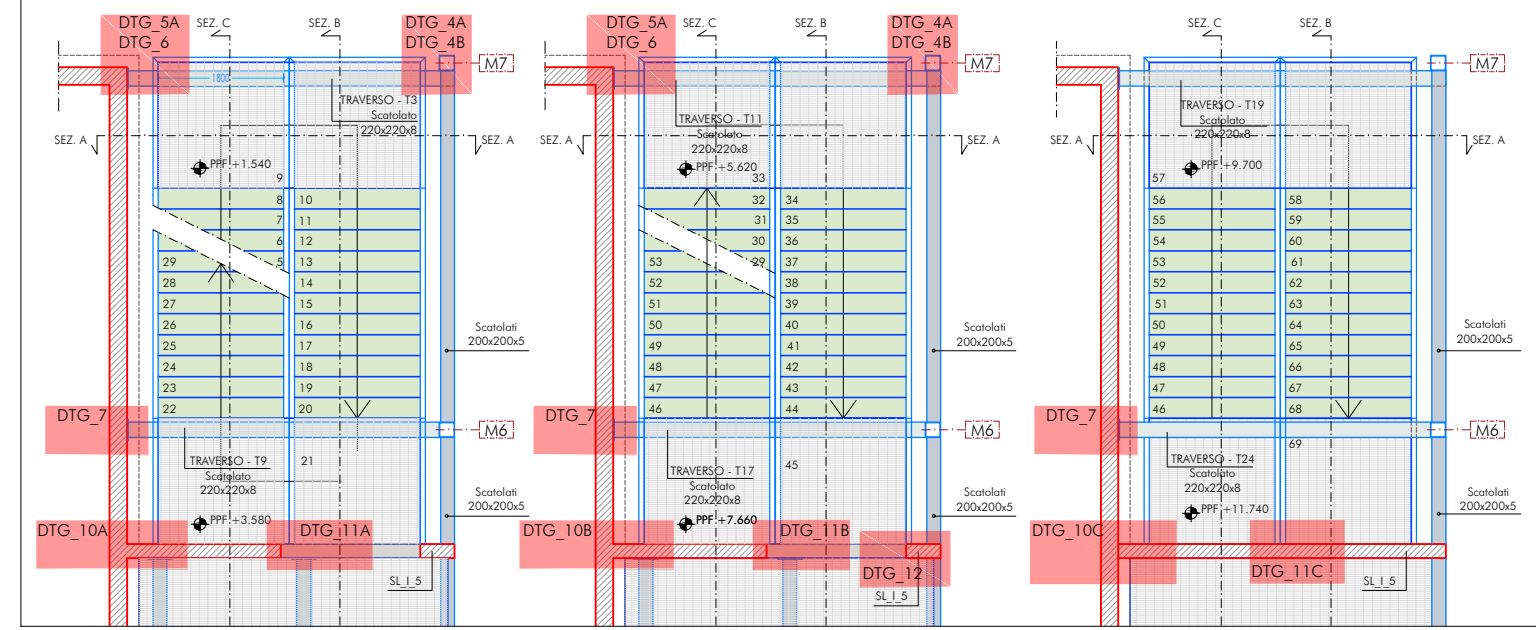 DTG_5A
DTG_6
SEZ. C
SEZ. B
DTG_4A
DTG_4B
M7
1800
TRAVERSO - T3
Scatolato
220x220x8
SEZ. A
SEZ. A
PPF +1.540
9
8 10
7 11
6 12
29 5 13
28 14
27 15
26 16
25 17
24 18
23 19
22 20
Scatolati
200x200x5
DTG_7
M6
TRAVERSO - T9
Scatolato
220x220x8
21
Scatolati
200x200x5
PPF +3.580
DTG_10A
DTG_11A
SL_I_5
DTG_5A
DTG_6
SEZ. C
SEZ. B
DTG_4A
DTG_4B
M7
TRAVERSO - T11
Scatolato
220x220x8
SEZ. A
SEZ. A
PPF +5.620
33
32 34
31 35
30 36
53 29 37
52 38
51 39
50 40
49 41
48 42
47 43
46 44
Scatolati
200x200x5
DTG_7
M6
TRAVERSO - T17
Scatolato
220x220x8
45
Scatolati
200x200x5
PPF +7.660
DTG_10B
DTG_11B
DTG_12
SL_I_5
SEZ. C
SEZ. B
M7
TRAVERSO - T19
Scatolato
220x220x8
SEZ. A
SEZ. A
PPF +9.700
57
56 58
55 59
54 60
53 61
52 62
51 63
50 64
49 65
48 66
47 67
46 68
Scatolati
200x200x5
DTG_7
M6
69
TRAVERSO - T24
Scatolato
220x220x8
Scatolati
200x200x5
PPF +11.740
DTG_10C
DTG_11C
SL_I_5